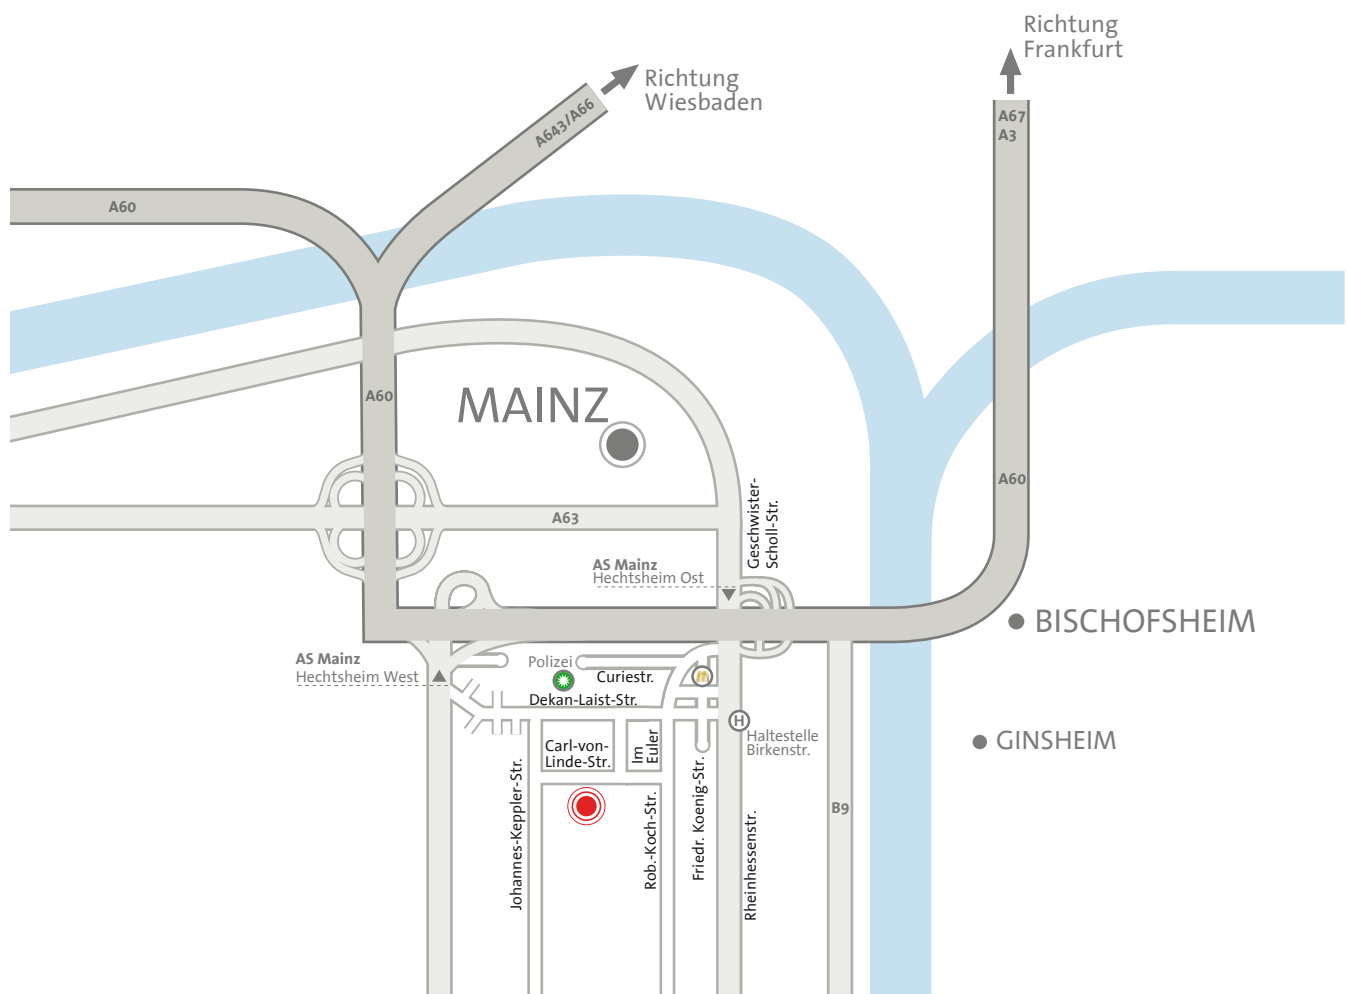 Richtung
Frankfurt
Richtung
Wiesbaden
A643/A66
A67
A3
A60
A60
MAINZ
A60
A63
Geschwister-
Scholl-Str.
AS Mainz
Hechtsheim Ost
BISCHOFSHEIM
AS Mainz
Hechtsheim West
Polizei
Curiestr.
m
Dekan-Laist-Str.
H
Haltestelle
Birkenstr.
GINSHEIM
Carl-von-
Linde-Str.
Im
Euler
Johannes-Keppler-Str.
Rob.-Koch-Str.
Friedr. Koenig-Str.
Rheinhessenstr.
B9